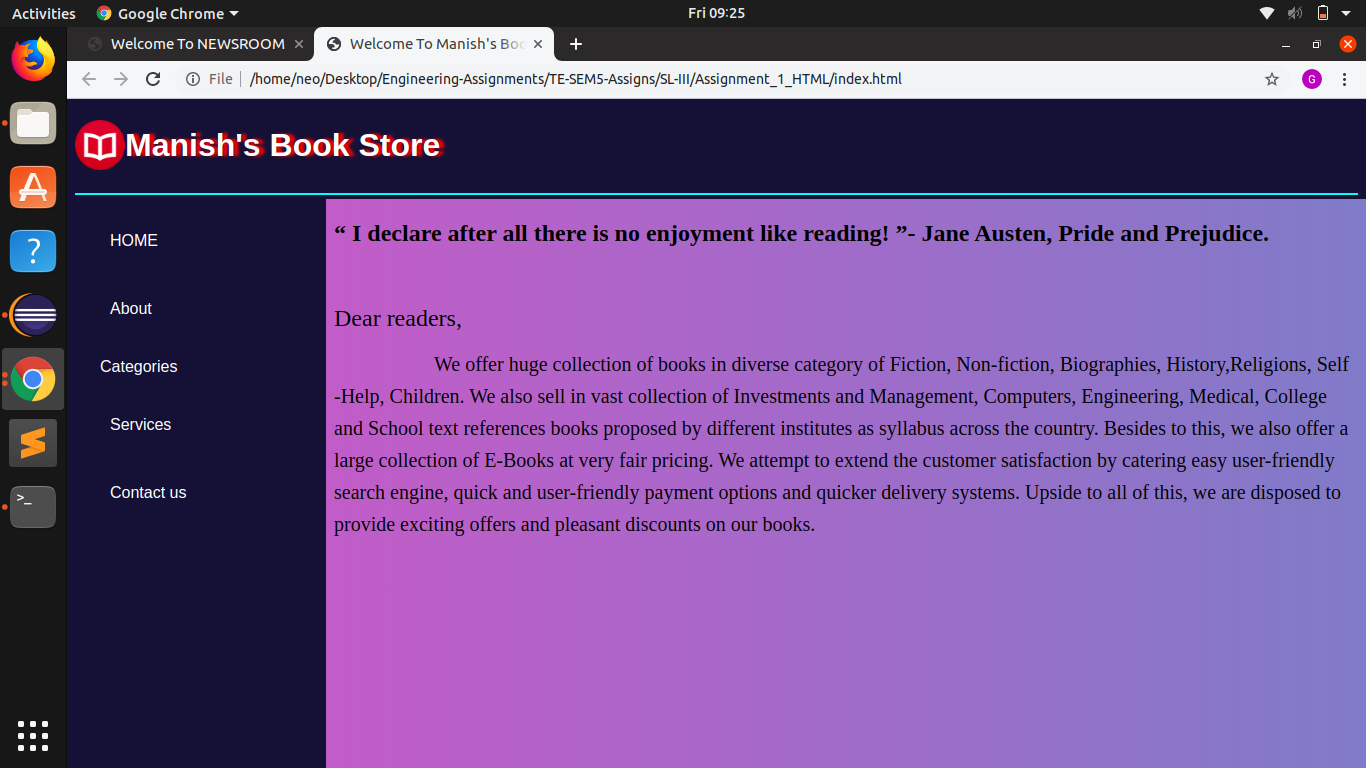 Activities Google Chrome Fri 09:25
Welcome To NEWSROOM Welcome To Manish's Boo
File /home/neo/Desktop/Engineering-Assignments/TE-SEM5-Assigns/SL-III/Assignment_1_HTML/index.html G
Manish's Book Store
HOME
About
Categories
Services
Contact us
“ I declare after all there is no enjoyment like reading! ”- Jane Austen, Pride and Prejudice.
Dear readers,
We offer huge collection of books in diverse category of Fiction, Non-fiction, Biographies, History,Religions, Self
-Help, Children. We also sell in vast collection of Investments and Management, Computers, Engineering, Medical, College
and School text references books proposed by different institutes as syllabus across the country. Besides to this, we also offer a
large collection of E-Books at very fair pricing. We attempt to extend the customer satisfaction by catering easy user-friendly
search engine, quick and user-friendly payment options and quicker delivery systems. Upside to all of this, we are disposed to
provide exciting offers and pleasant discounts on our books.